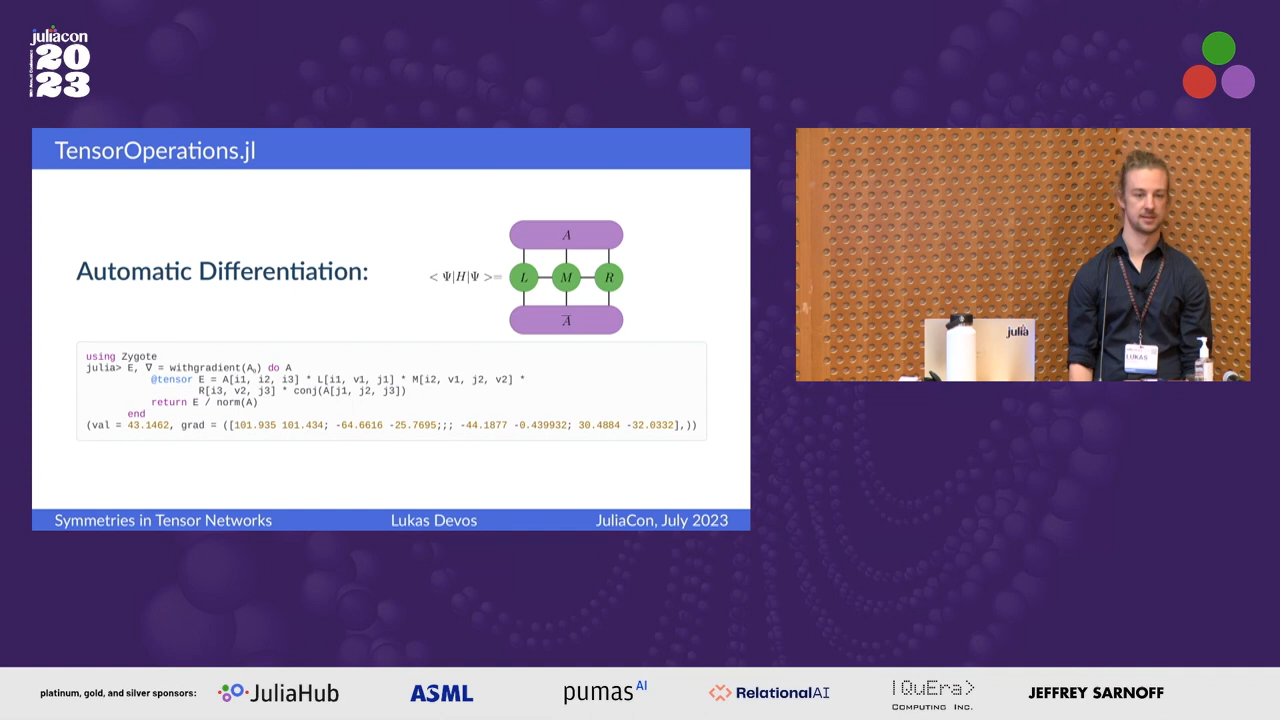 juliacon
20
23
TensorOperations.jl
Automatic Differentiation:
< Ψ|H|Ψ >=
A
L M R
A̅
using Zygote
julia> E, ∇ = withgradient(A₀) do A
@tensor E = A[i1, i2, i3] * L[i1, v1, j1] * M[i2, v1, j2, v2] *
R[i3, v2, j3] * conj(A[j1, j2, j3])
return E / norm(A)
end
(val = 43.1462, grad = ([101.935 101.434; -64.6616 -25.7695;;; -44.1877 -0.439932; 30.4884 -32.0332],))
Symmetries in Tensor Networks Lukas Devos JuliaCon, July 2023
julia
LUKAS
platinum, gold, and silver sponsors: JuliaHub ASML pumas AI RelationalAI |QuEra> COMPUTING INC. JEFFREY SARNOFF